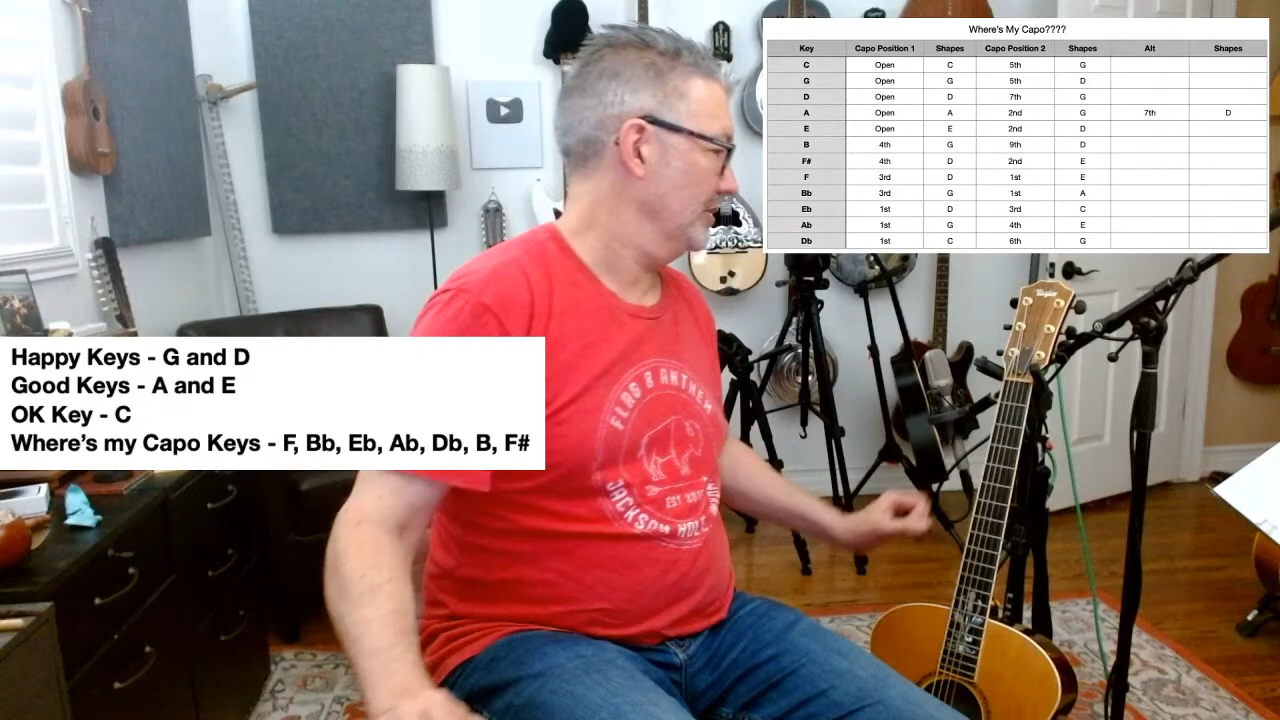 Where's My Capo????
Key Capo Position 1 Shapes Capo Position 2 Shapes Alt Shapes
C Open C 5th G
G Open G 5th D
D Open D 7th G
A Open A 2nd G 7th D
E Open E 2nd D
B 4th G 9th D
F# 4th D 2nd E
F 3rd D 1st E
Bb 3rd G 1st A
Eb 1st D 3rd C
Ab 1st G 4th E
Db 1st C 6th G
Happy Keys - G and D
Good Keys - A and E
OK Key - C
Where's my Capo Keys - F, Bb, Eb, Ab, Db, B, F#
Taylor
FLAG & ANTHEM
EST
JACKSON HOLE